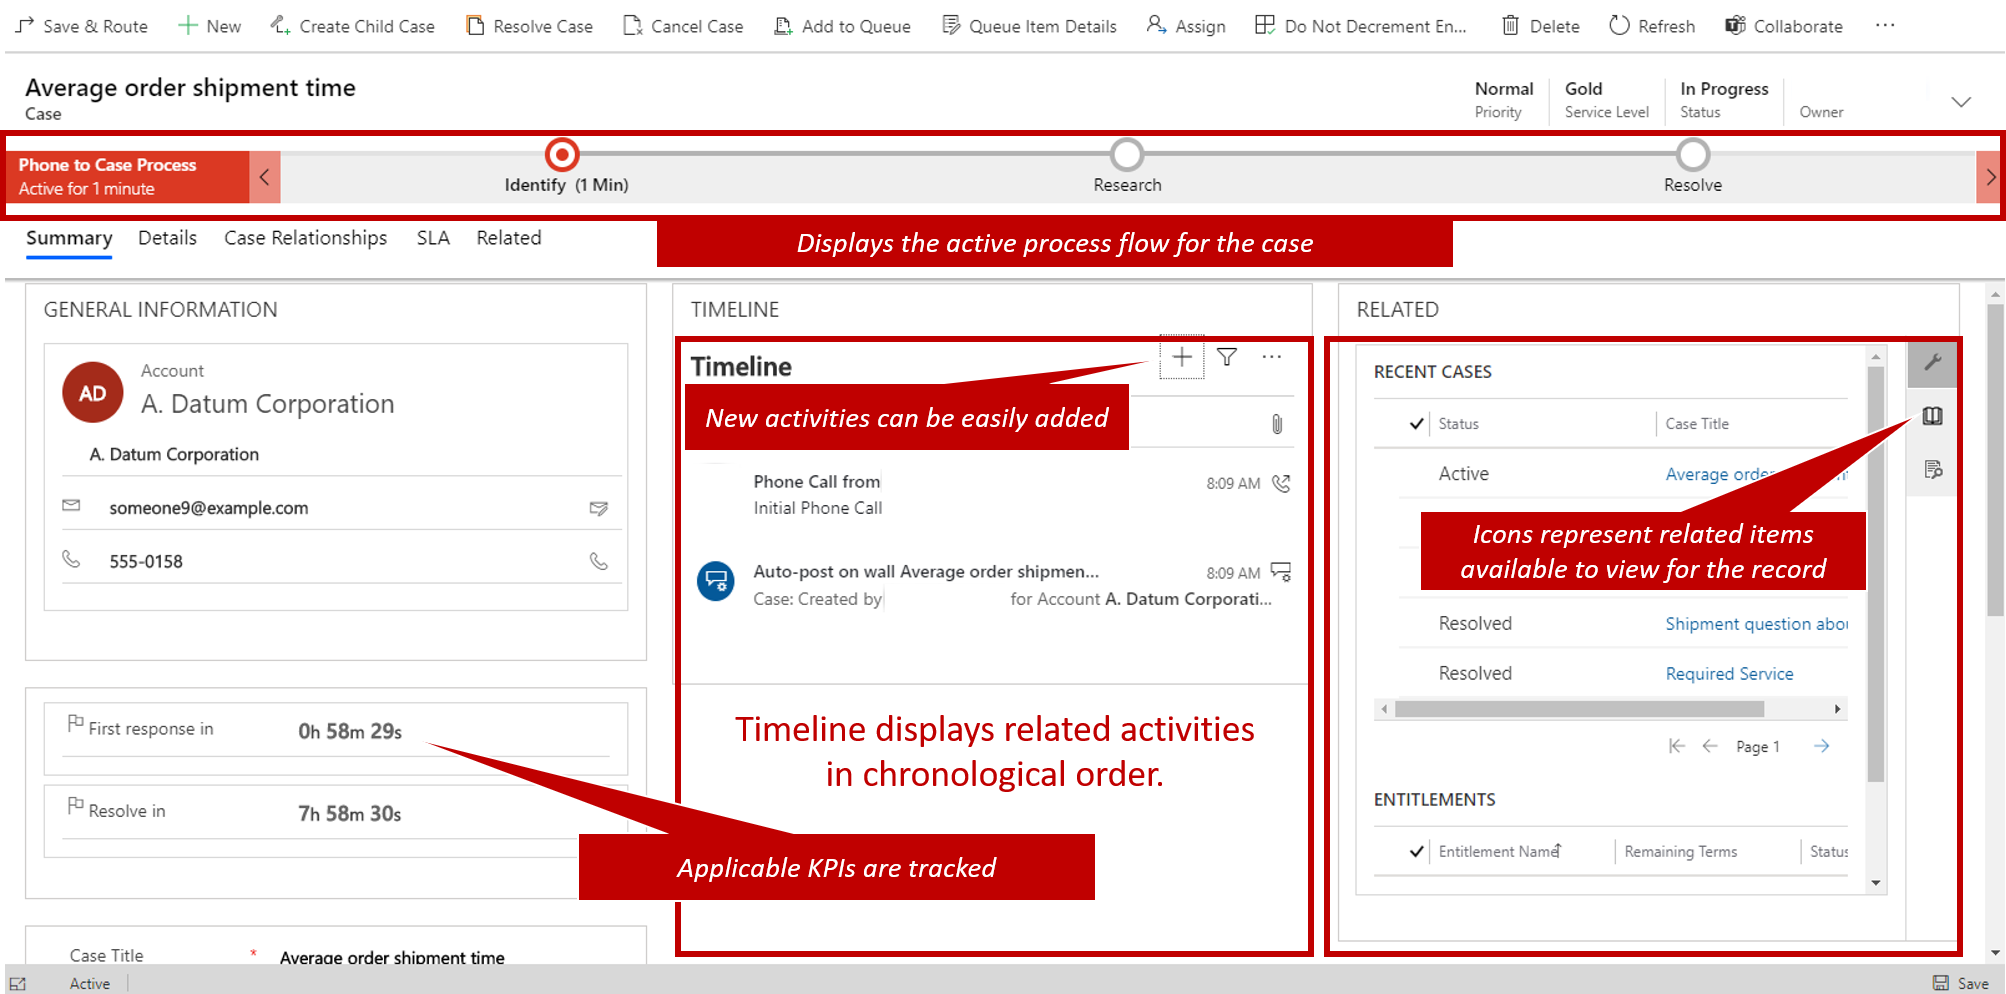 Save & Route
New
Create Child Case
Resolve Case
Cancel Case
Add to Queue
Queue Item Details
Assign
Do Not Decrement En...
Delete
Refresh
Collaborate
Average order shipment time
Case
Normal
Priority
Gold
Service Level
In Progress
Status
Owner
Phone to Case Process
Active for 1 minute
Identify (1 Min)
Research
Resolve
Summary
Details
Case Relationships
SLA
Related
Displays the active process flow for the case
GENERAL INFORMATION
AD
Account
A. Datum Corporation
A. Datum Corporation
someone9@example.com
555-0158
First response in
0h 58m 29s
Resolve in
7h 58m 30s
Applicable KPIs are tracked
Case Title
*
Average order shipment time
TIMELINE
Timeline
New activities can be easily added
Phone Call from
8:09 AM
Initial Phone Call
Auto-post on wall Average order shipmen...
8:09 AM
Case: Created by
for Account A. Datum Corporati...
Timeline displays related activities
in chronological order.
RELATED
RECENT CASES
Status
Case Title
Active
Average order
Icons represent related items
available to view for the record
Resolved
Shipment question abou
Resolved
Required Service
Page 1
ENTITLEMENTS
Entitlement Name
Remaining Terms
Status
Active
Save